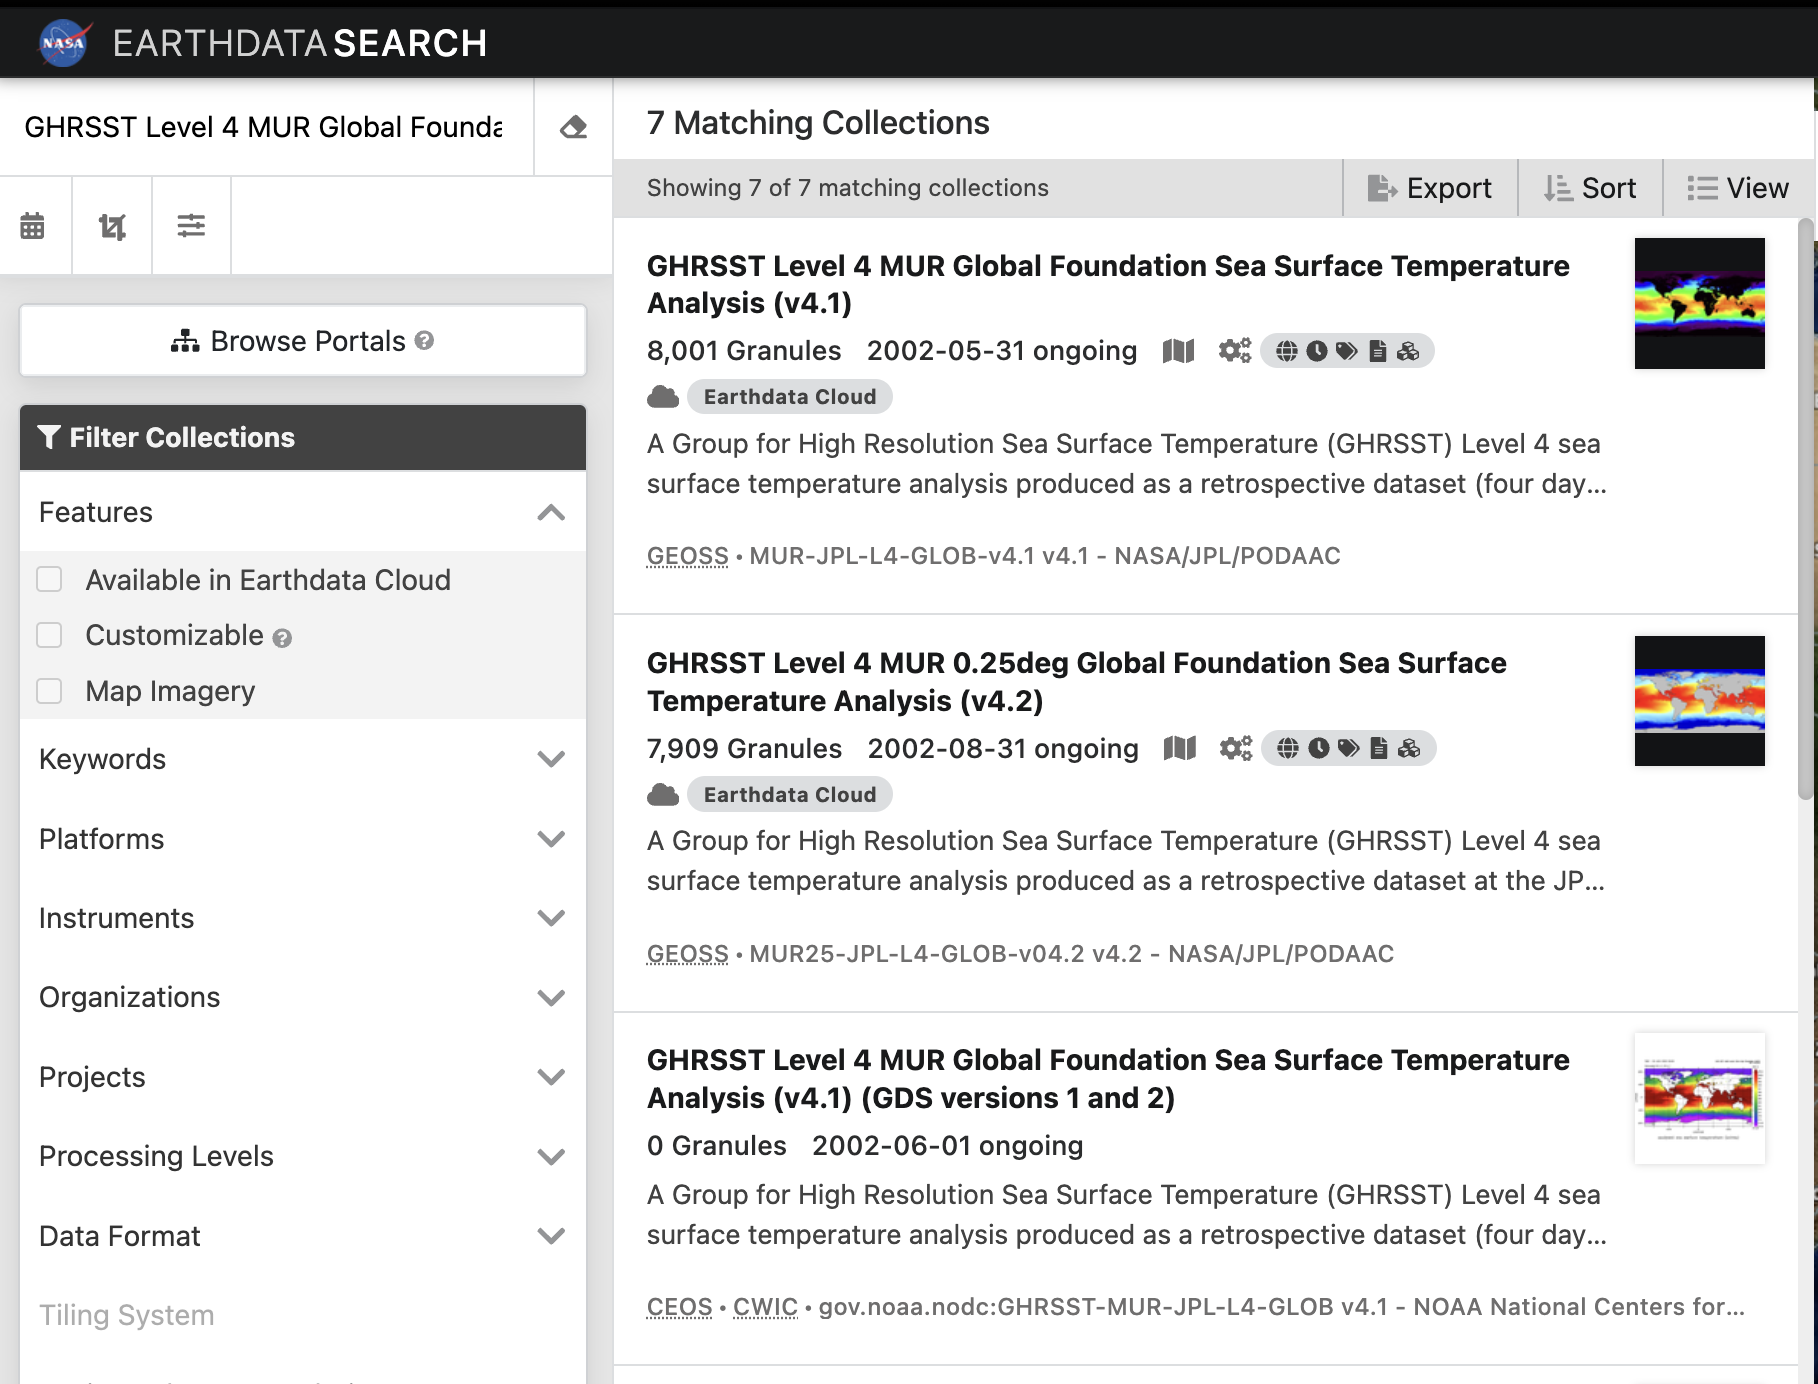 NASA EARTHDATA SEARCH
GHRSST Level 4 MUR Global Founda
Browse Portals ?
Filter Collections
Features
Available in Earthdata Cloud
Customizable ?
Map Imagery
Keywords
Platforms
Instruments
Organizations
Projects
Processing Levels
Data Format
Tiling System
7 Matching Collections
Showing 7 of 7 matching collections
Export
Sort
View
GHRSST Level 4 MUR Global Foundation Sea Surface Temperature
Analysis (v4.1)
8,001 Granules 2002-05-31 ongoing
Earthdata Cloud
A Group for High Resolution Sea Surface Temperature (GHRSST) Level 4 sea
surface temperature analysis produced as a retrospective dataset (four day...
GEOSS • MUR-JPL-L4-GLOB-v4.1 v4.1 - NASA/JPL/PODAAC
GHRSST Level 4 MUR 0.25deg Global Foundation Sea Surface
Temperature Analysis (v4.2)
7,909 Granules 2002-08-31 ongoing
Earthdata Cloud
A Group for High Resolution Sea Surface Temperature (GHRSST) Level 4 sea
surface temperature analysis produced as a retrospective dataset at the JP...
GEOSS • MUR25-JPL-L4-GLOB-v04.2 v4.2 - NASA/JPL/PODAAC
GHRSST Level 4 MUR Global Foundation Sea Surface Temperature
Analysis (v4.1) (GDS versions 1 and 2)
0 Granules 2002-06-01 ongoing
A Group for High Resolution Sea Surface Temperature (GHRSST) Level 4 sea
surface temperature analysis produced as a retrospective dataset (four day...
CEOS • CWIC • gov.noaa.nodc:GHRSST-MUR-JPL-L4-GLOB v4.1 - NOAA National Centers for...